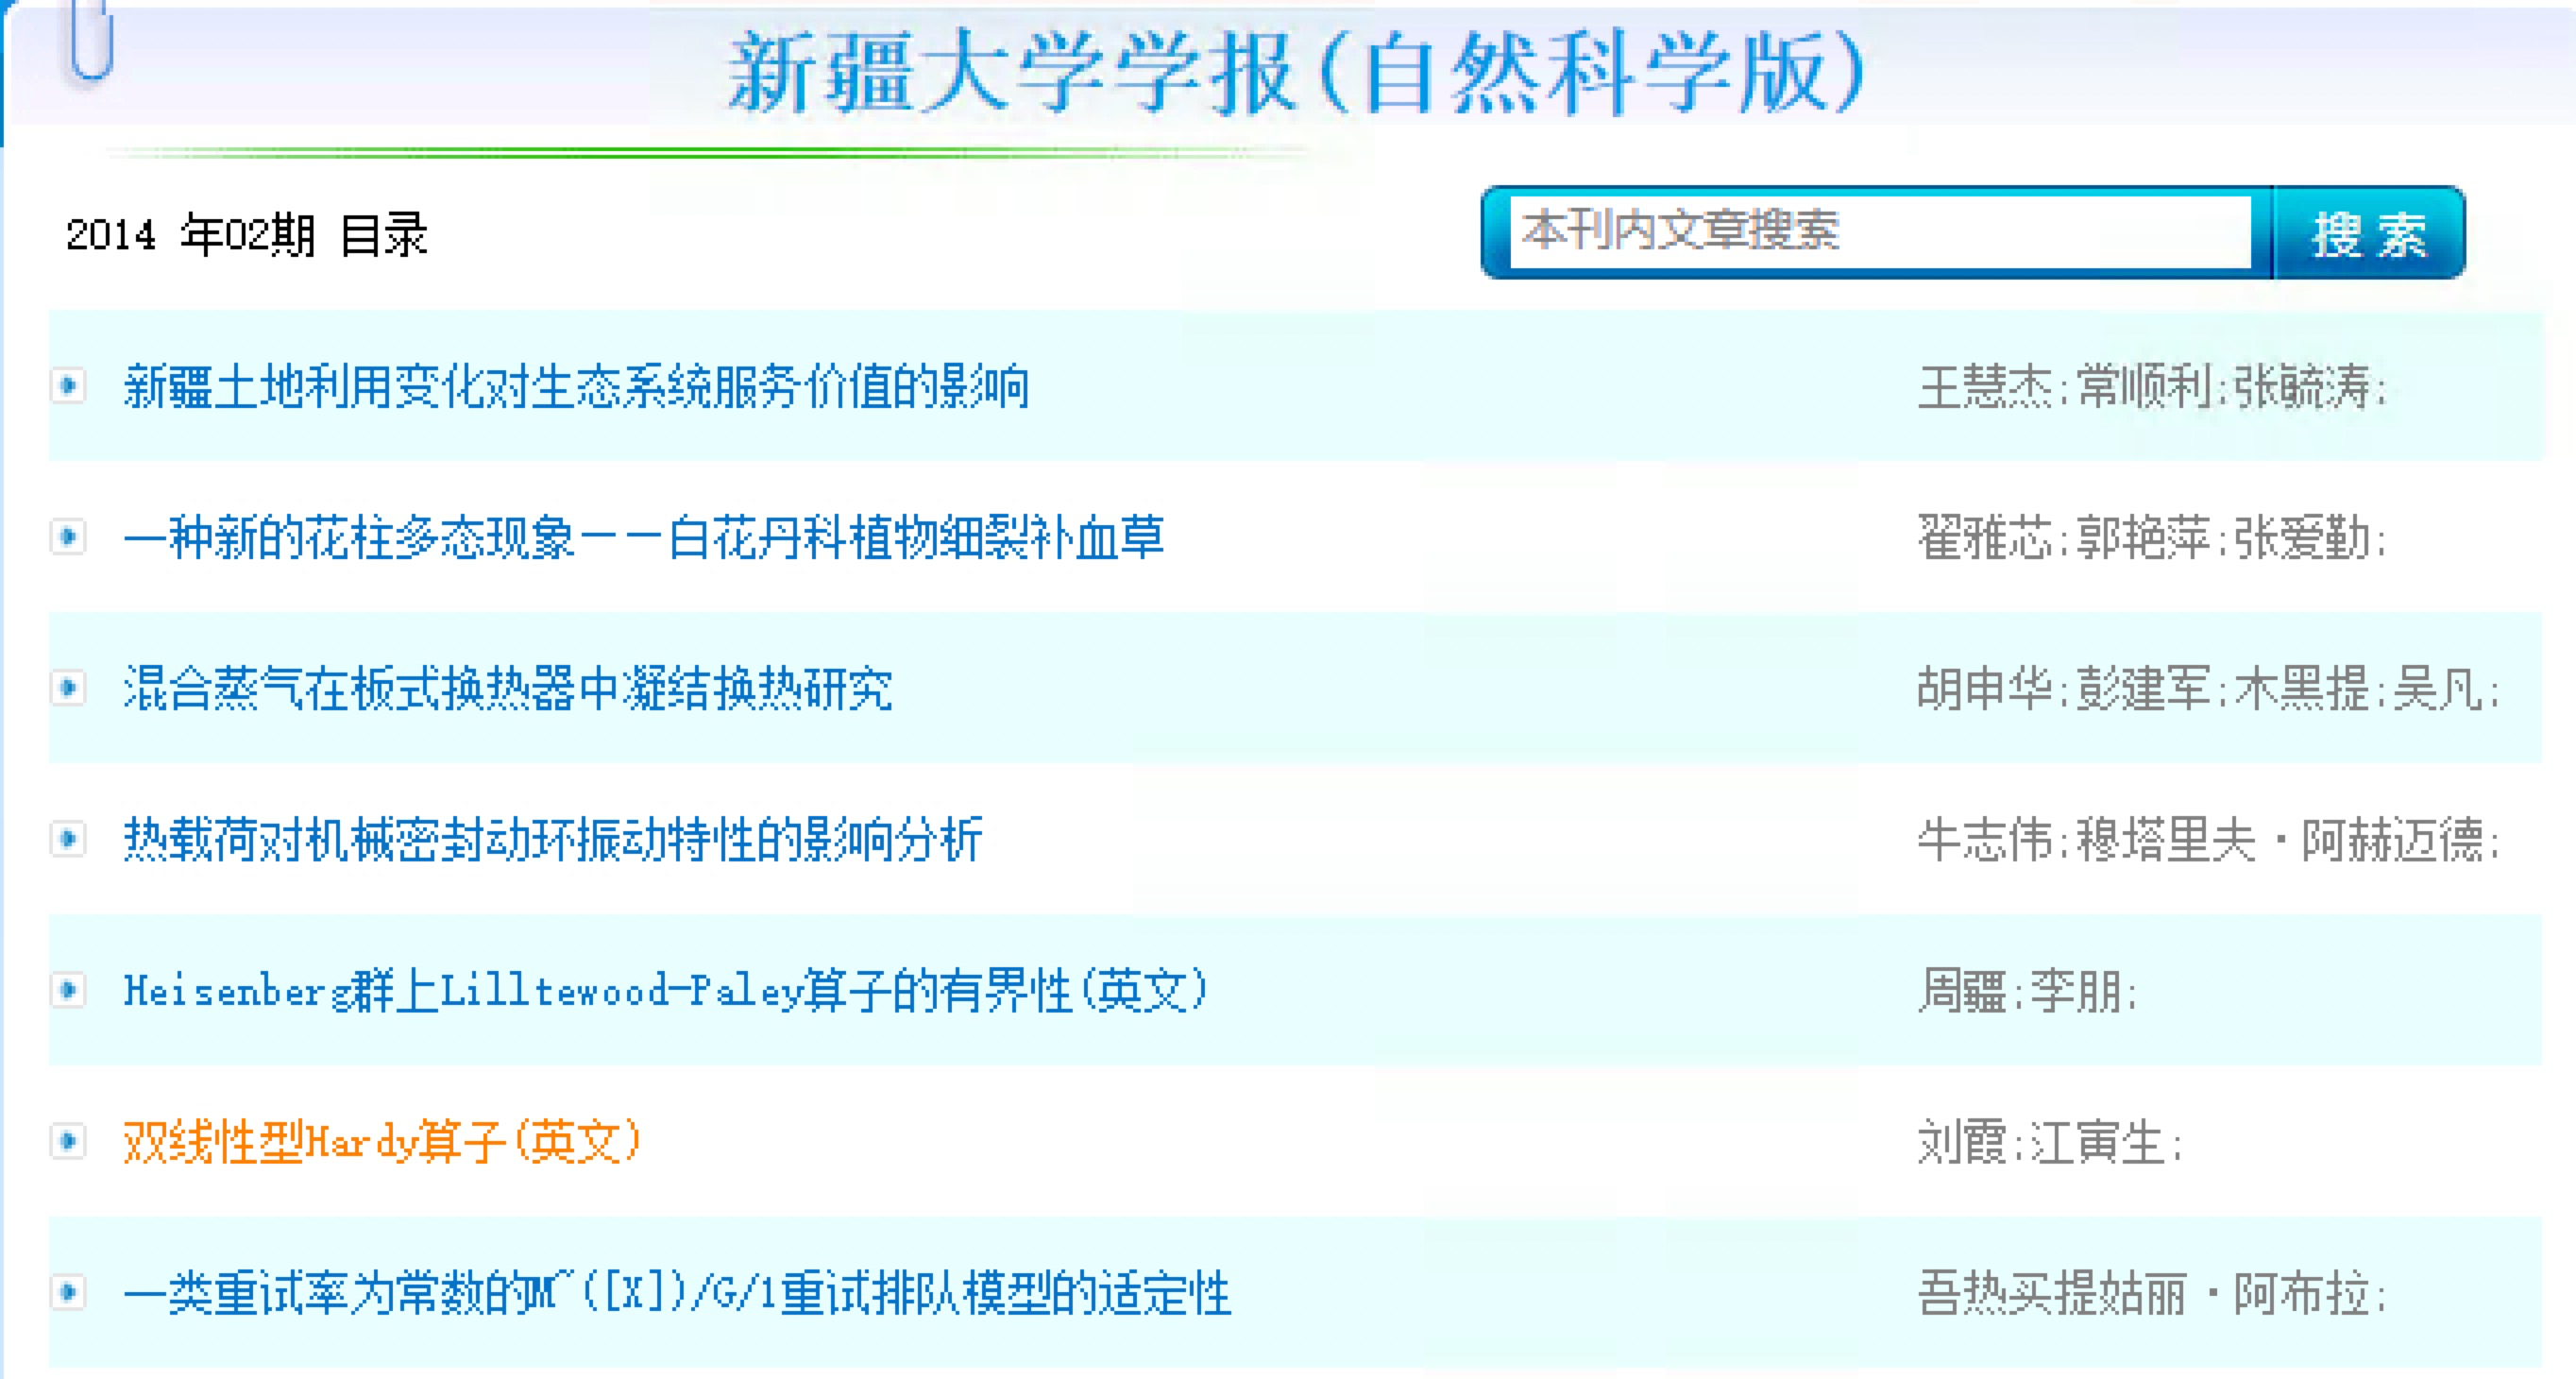 新疆大学学报(自然科学版)
2014 年02期 目录
本刊内文章搜索 搜 索
新疆土地利用变化对生态系统服务价值的影响 王慧杰;常顺利;张毓涛;
一种新的花柱多态现象——白花丹科植物细裂补血草 翟雅芯;郭艳萍;张爱勤;
混合蒸气在板式换热器中凝结换热研究 胡申华;彭建军;木黑提;吴凡;
热载荷对机械密封动环振动特性的影响分析 牛志伟;穆塔里夫·阿赫迈德;
Heisenberg群上Lilltewood-Paley算子的有界性(英文) 周疆;李朋;
双线性型Hardy算子(英文) 刘霞;江寅生;
一类重试率为常数的M~([X])/G/1重试排队模型的适定性 吾热买提姑丽·阿布拉;